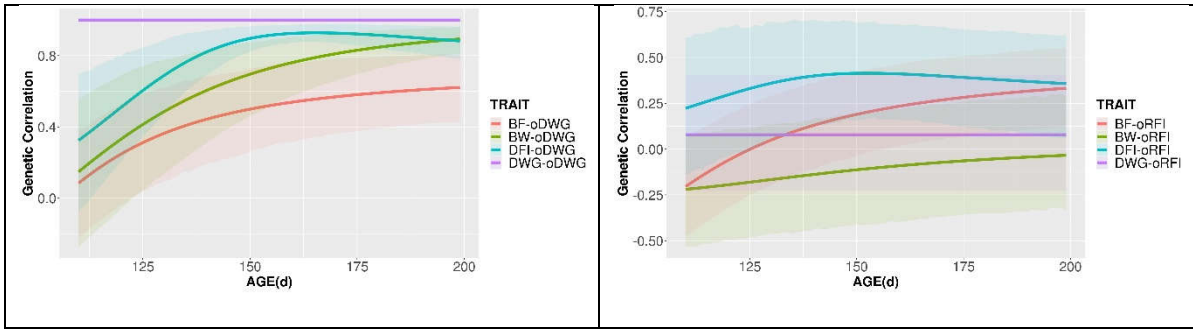 0.8
0.4
0.0
Genetic Correlation
125
150
175
200
AGE(d)
TRAIT
BF-oDWG
BW-oDWG
DFI-oDWG
DWG-oDWG
0.75
0.50
0.25
0.00
-0.25
-0.50
Genetic Correlation
125
150
175
200
AGE(d)
TRAIT
BF-oRFI
BW-oRFI
DFI-oRFI
DWG-oRFI